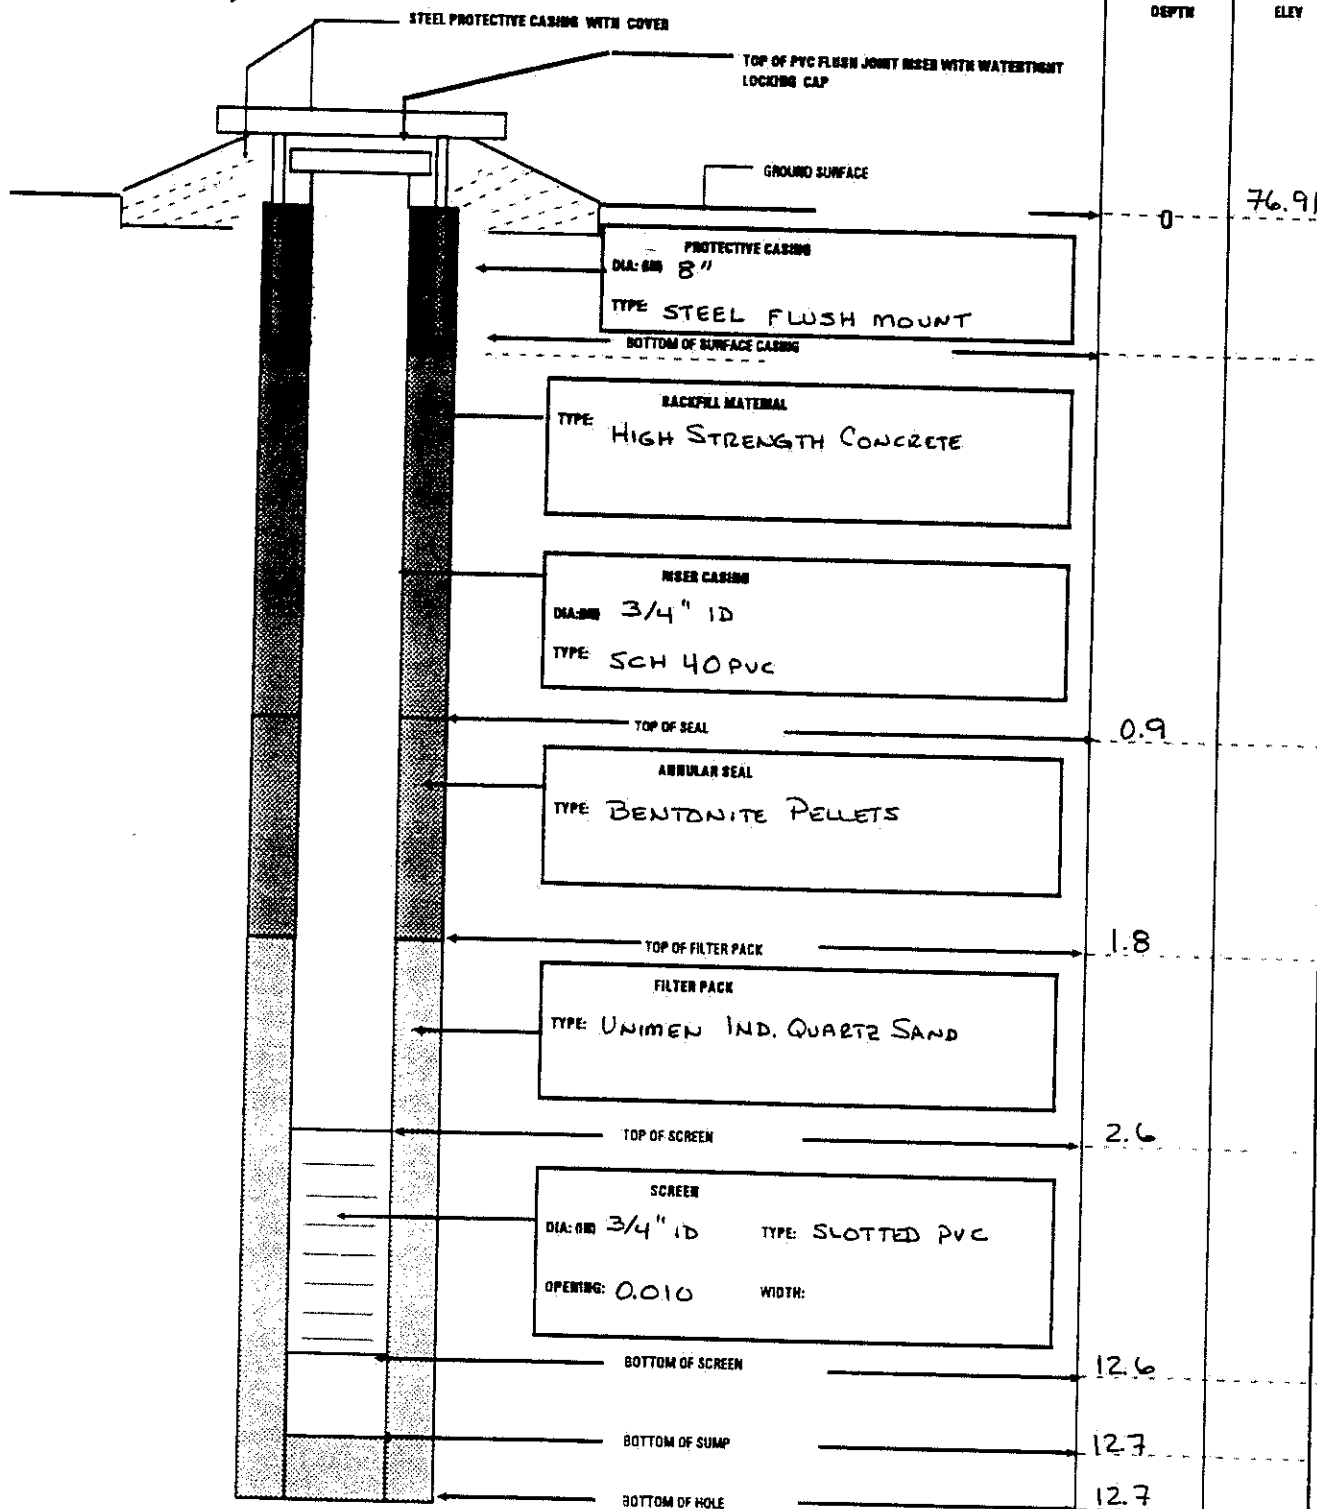 DEPTH ELEV
STEEL PROTECTIVE CASING WITH COVER
TOP OF PVC FLUSH JOINT RISER WITH WATERTIGHT
LOCKING CAP
GROUND SURFACE
0 76.91
PROTECTIVE CASING
DIA: (IN) 8"
TYPE: STEEL FLUSH MOUNT
BOTTOM OF SURFACE CASING
BACKFILL MATERIAL
TYPE: HIGH STRENGTH CONCRETE
RISER CASING
DIA: (IN) 3/4" ID
TYPE: SCH 40 PVC
TOP OF SEAL 0.9
ANNULAR SEAL
TYPE: BENTONITE PELLETS
TOP OF FILTER PACK 1.8
FILTER PACK
TYPE: UNIMEN IND. QUARTZ SAND
TOP OF SCREEN 2.6
SCREEN
DIA: (IN) 3/4" ID TYPE: SLOTTED PVC
OPENING: 0.010 WIDTH:
BOTTOM OF SCREEN 12.6
BOTTOM OF SUMP 12.7
BOTTOM OF HOLE 12.7